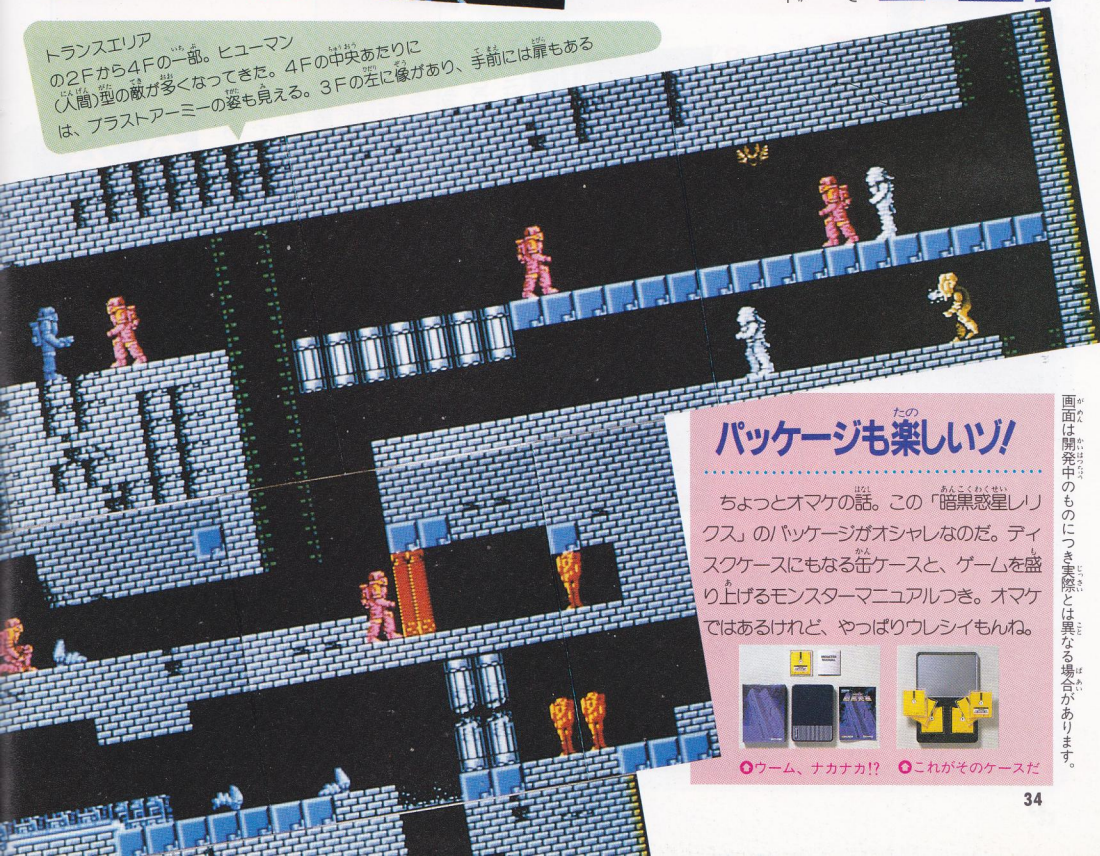 トランスエリア
の2Fから4Fの一部。ヒューマン
(人間)型の敵が多くなってきた。4Fの中央あたりに
は、ブラストアーミーの姿も見える。3Fの左に像があり、手前には扉もある
パッケージも楽しいゾ!
ちょっとオマケの話。この「暗黒惑星レリ
クス」のパッケージがオシャレなのだ。ディ
スクケースにもなる缶ケースと、ゲームを盛
り上げるモンスターマニュアルつき。オマケ
ではあるけれど、やっぱりウレシイもんね。
ウーム、ナカナカ!?
これがそのケースだ
画面は開発中のものにつき実際とは異なる場合があります。
34